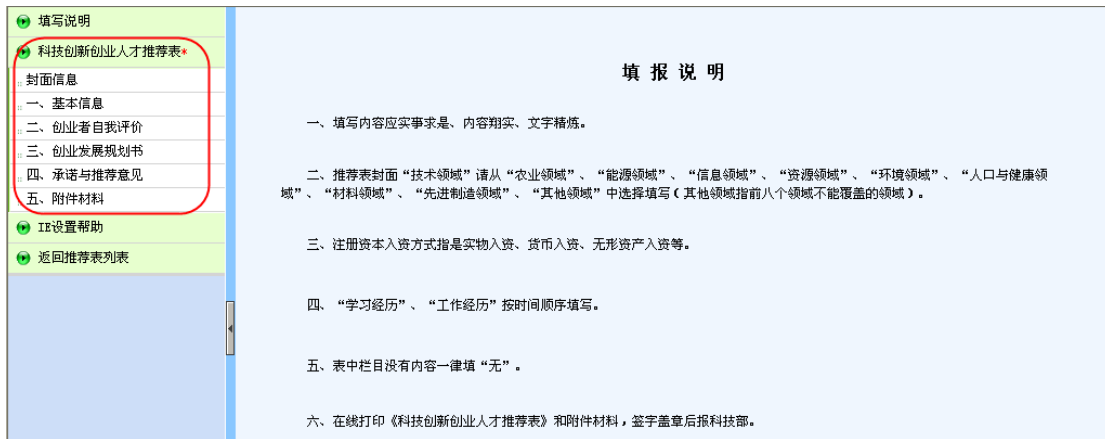 填写说明
科技创新创业人才推荐表*
封面信息
一、基本信息
二、创业者自我评价
三、创业发展规划书
四、承诺与推荐意见
五、附件材料
IE设置帮助
返回推荐表列表
填 报 说 明
一、填写内容应实事求是、内容翔实、文字精炼。
二、推荐表封面“技术领域”请从“农业领域”、“能源领域”、“信息领域”、“资源领域”、“环境领域”、“人口与健康领
域”、“材料领域”、“先进制造领域”、“其他领域”中选择填写(其他领域指前八个领域不能覆盖的领域)。
三、注册资本入资方式指是实物入资、货币入资、无形资产入资等。
四、“学习经历”、“工作经历”按时间顺序填写。
五、表中栏目没有内容一律填“无”。
六、在线打印《科技创新创业人才推荐表》和附件材料,签字盖章后报科技部。